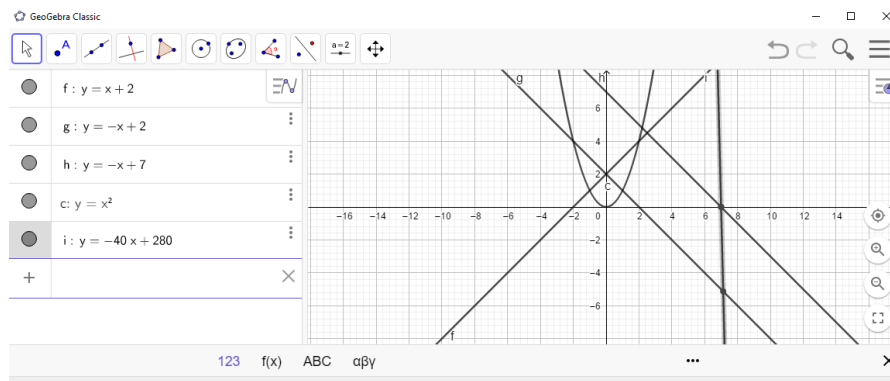 GeoGebra Classic
A
a=2
f : y = x + 2
g : y = −x + 2
h : y = −x + 7
c: y = x²
i : y = −40 x + 280
+
g
h
i
c
f
6
4
2
−16 −14 −12 −10 −8 −6 −4 −2 0 2 4 6 8 10 12 14
−2
−4
−6
123 f(x) ABC αβγ